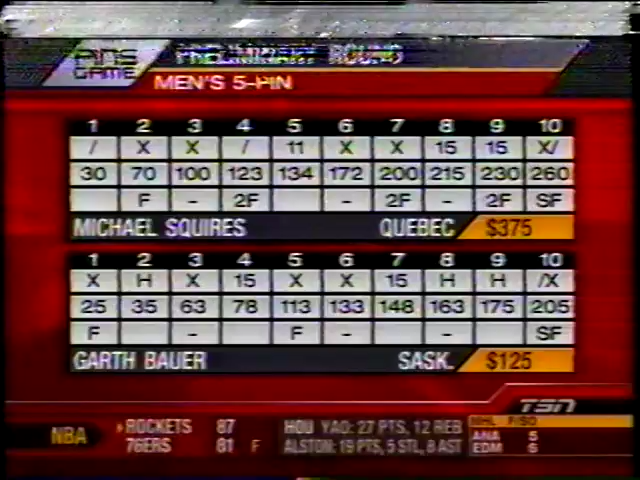 PINS GAME
PRELIMINARY ROUND
MEN'S 5-PIN
1 2 3 4 5 6 7 8 9 10
/ X X / 11 X X 15 15 X/
30 70 100 123 134 172 200 215 230 260
F - 2F - 2F - 2F SF
MICHAEL SQUIRES QUEBEC $375
1 2 3 4 5 6 7 8 9 10
X H X 15 X X 15 H H /X
25 35 63 78 113 133 148 163 175 205
F - F - - SF
GARTH BAUER SASK. $125
TSN
NBA
ROCKETS 87
76ERS 81 F
HOU YAO: 27 PTS, 12 REB
ALSTON: 19 PTS, 5 STL, 8 AST
NHL F/SO
ANA 5
EDM 6